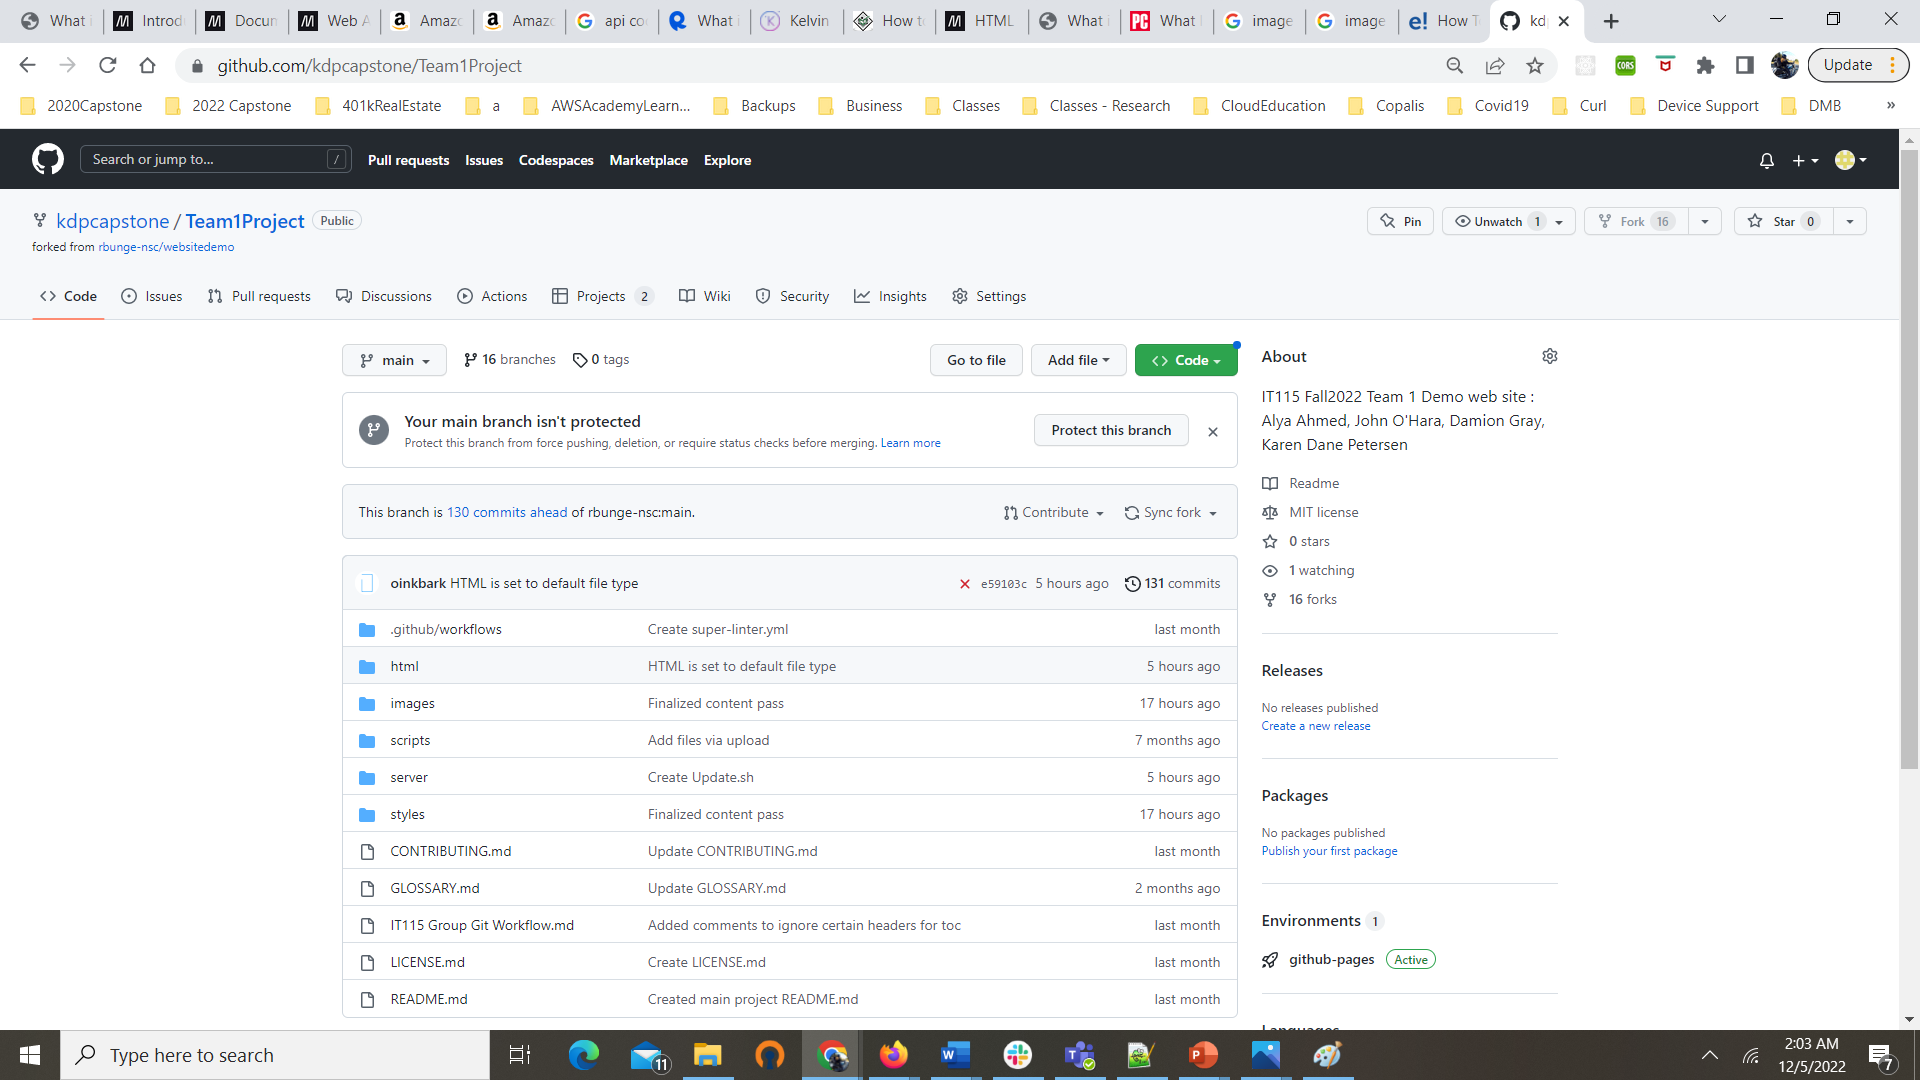 What i
Introdu
Docum
Web A
Amazo
Amazo
api co
What i
Kelvin
How to
HTML
What i
What
image
image
How T
kdp
github.com/kdpcapstone/Team1Project
Update
2020Capstone
2022 Capstone
401kRealEstate
a
AWSAcademyLearn...
Backups
Business
Classes
Classes - Research
CloudEducation
Copalis
Covid19
Curl
Device Support
DMB
»
Search or jump to... /
Pull requests
Issues
Codespaces
Marketplace
Explore
kdpcapstone / Team1Project Public
forked from rbunge-nsc/websitedemo
Pin
Unwatch 1
Fork 16
Star 0
Code
Issues
Pull requests
Discussions
Actions
Projects 2
Wiki
Security
Insights
Settings
main
16 branches
0 tags
Go to file
Add file
Code
Your main branch isn't protected
Protect this branch from force pushing, deletion, or require status checks before merging. Learn more
Protect this branch
This branch is 130 commits ahead of rbunge-nsc:main.
Contribute
Sync fork
oinkbark HTML is set to default file type e59103c 5 hours ago 131 commits
.github/workflows Create super-linter.yml last month
html HTML is set to default file type 5 hours ago
images Finalized content pass 17 hours ago
scripts Add files via upload 7 months ago
server Create Update.sh 5 hours ago
styles Finalized content pass 17 hours ago
CONTRIBUTING.md Update CONTRIBUTING.md last month
GLOSSARY.md Update GLOSSARY.md 2 months ago
IT115 Group Git Workflow.md Added comments to ignore certain headers for toc last month
LICENSE.md Create LICENSE.md last month
README.md Created main project README.md last month
About
IT115 Fall2022 Team 1 Demo web site :
Alya Ahmed, John O'Hara, Damion Gray,
Karen Dane Petersen
Readme
MIT license
0 stars
1 watching
16 forks
Releases
No releases published
Create a new release
Packages
No packages published
Publish your first package
Environments 1
github-pages Active
Languages
Type here to search
11
2:03 AM
12/5/2022
7